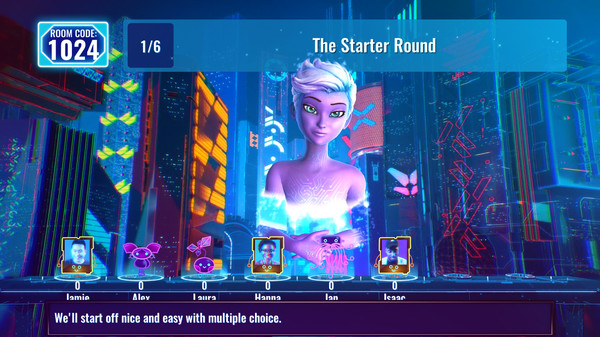 ROOM CODE:
1024
1/6
The Starter Round
0
0
0
0
0
0
Jamie
Alex
Laura
Hanna
Ian
Isaac
We'll start off nice and easy with multiple choice.